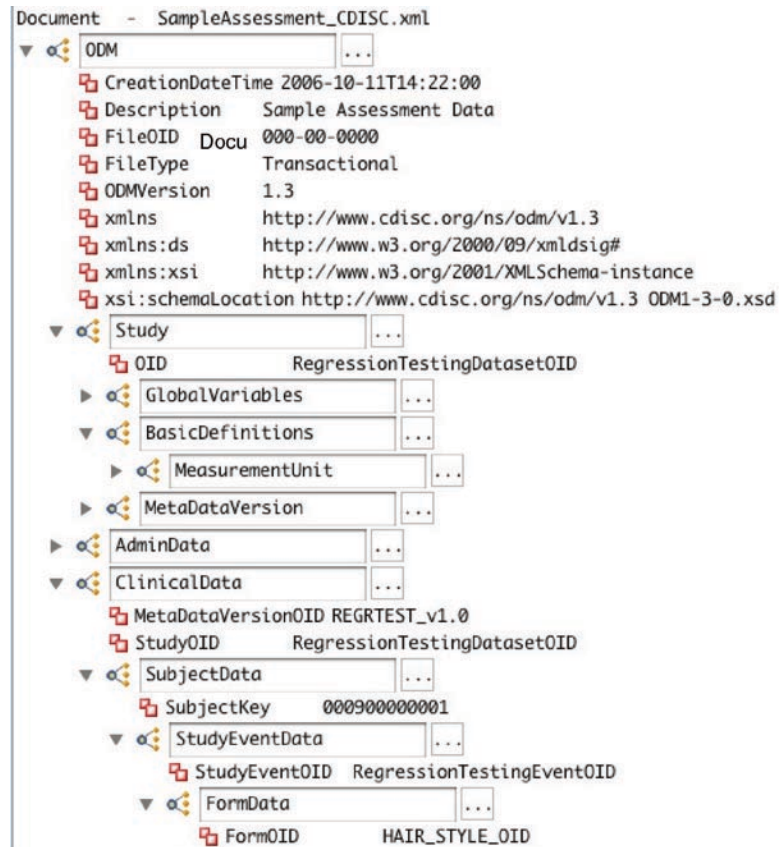 Document - SampleAssessment_CDISC.xml
ODM ...
CreationDateTime 2006-10-11T14:22:00
Description Sample Assessment Data
FileOID Docu 000-00-0000
FileType Transactional
ODMVersion 1.3
xmlns http://www.cdisc.org/ns/odm/v1.3
xmlns:ds http://www.w3.org/2000/09/xmldsig#
xmlns:xsi http://www.w3.org/2001/XMLSchema-instance
xsi:schemaLocation http://www.cdisc.org/ns/odm/v1.3 ODM1-3-0.xsd
Study ...
OID RegressionTestingDatasetOID
GlobalVariables ...
BasicDefinitions ...
MeasurementUnit ...
MetaDataVersion ...
AdminData ...
ClinicalData ...
MetaDataVersionOID REGRTEST_v1.0
StudyOID RegressionTestingDatasetOID
SubjectData ...
SubjectKey 000900000001
StudyEventData ...
StudyEventOID RegressionTestingEventOID
FormData ...
FormOID HAIR_STYLE_OID